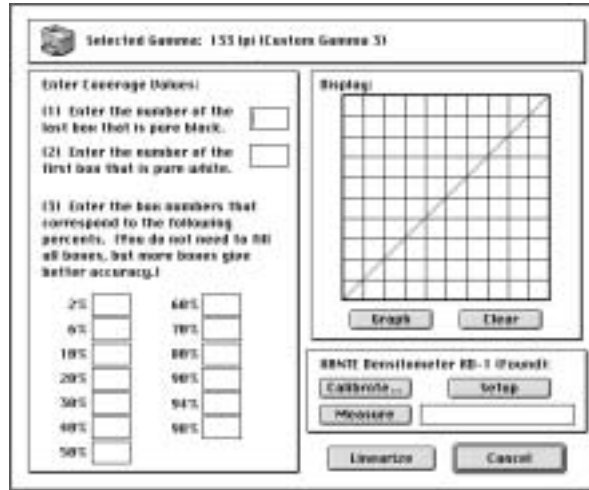 Selected Gamma: 133 lpi (Custom Gamma 3)
Enter Coverage Values:
(1) Enter the number of the
last box that is pure black.
(2) Enter the number of the
first box that is pure white.
(3) Enter the box numbers that
correspond to the following
percents. (You do not need to fill
all boxes, but more boxes give
better accuracy.)
2%
6%
10%
20%
30%
40%
50%
60%
70%
80%
90%
94%
98%
Display:
Graph
Clear
Densitometer (Found):
Calibrate...
Setup
Measure
Linearize
Cancel